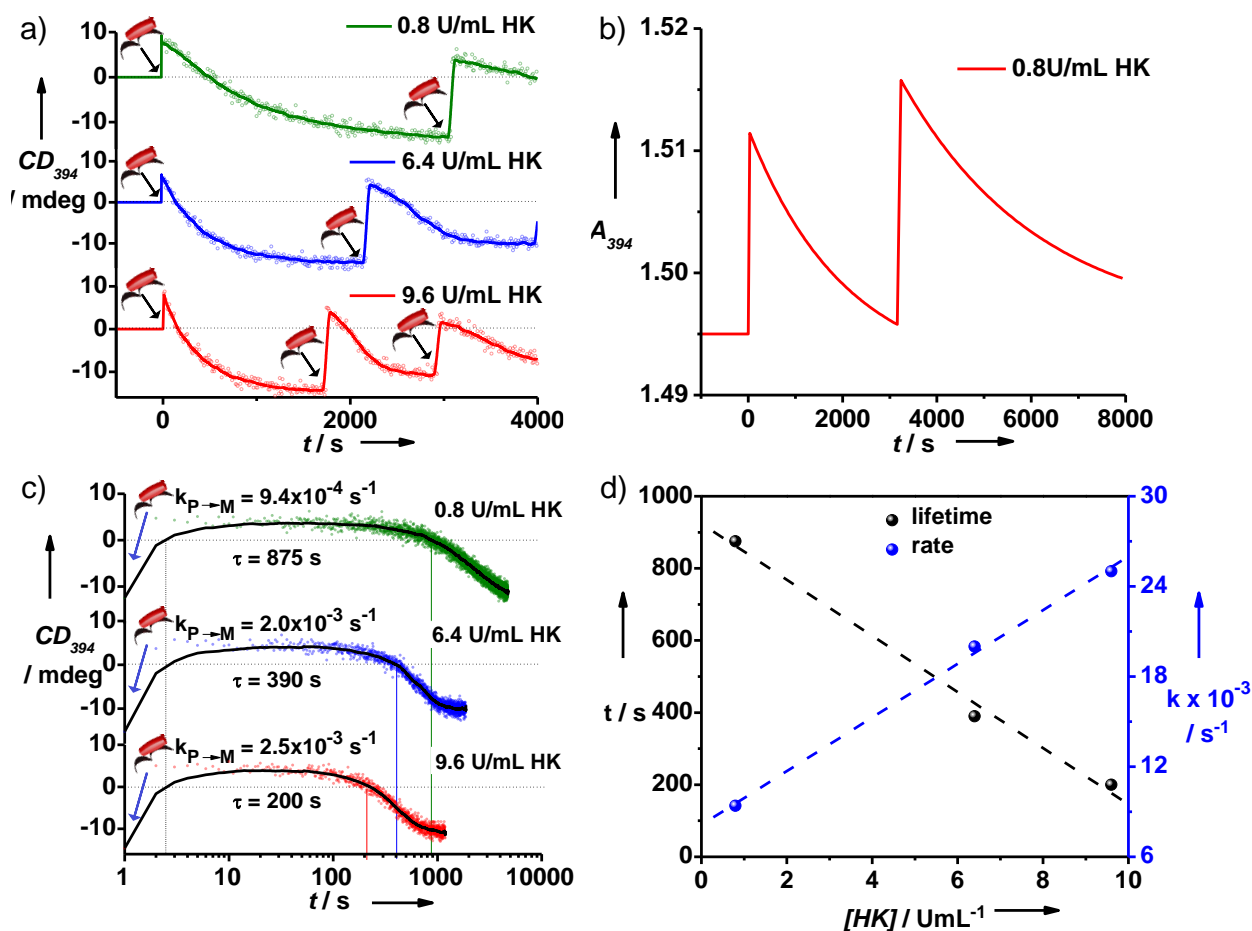 a)
10
0
-10
10
0
-10
10
0
-10
CD394
/ mdeg
0.8 U/mL HK
6.4 U/mL HK
9.6 U/mL HK
0
2000
4000
t / s
b)
1.52
1.51
1.50
1.49
A394
0.8U/mL HK
0
2000
4000
6000
8000
t / s
c)
10
0
-10
10
0
-10
10
0
-10
CD394
/ mdeg
kP→M = 9.4x10-4 s-1
0.8 U/mL HK
τ = 875 s
kP→M = 2.0x10-3 s-1
6.4 U/mL HK
τ = 390 s
kP→M = 2.5x10-3 s-1
9.6 U/mL HK
τ = 200 s
1
10
100
1000
10000
t / s
d)
1000
800
600
400
200
0
t / s
lifetime
rate
30
24
18
12
6
k x 10-3
/ s-1
0
2
4
6
8
10
[HK] / UmL-1